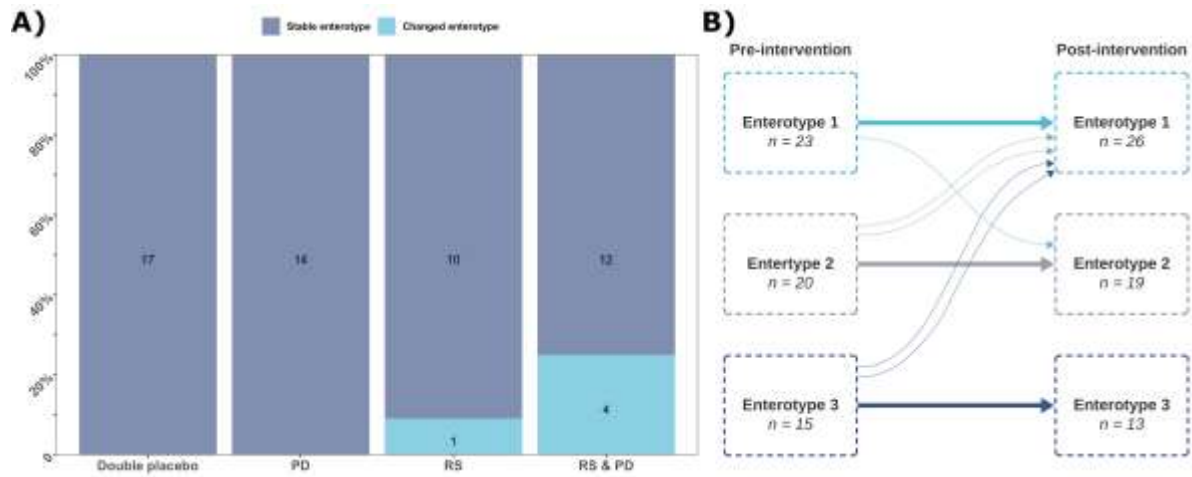 A)
Stable enterotype Changed enterotype
100%
80%
60%
40%
20%
0
17
14
10
12
1
4
Double placebo PD RS RS & PD
B)
Pre-intervention Post-intervention
Enterotype 1
n = 23
Enterotype 1
n = 26
Entertype 2
n = 20
Enterotype 2
n = 19
Enterotype 3
n = 15
Enterotype 3
n = 13